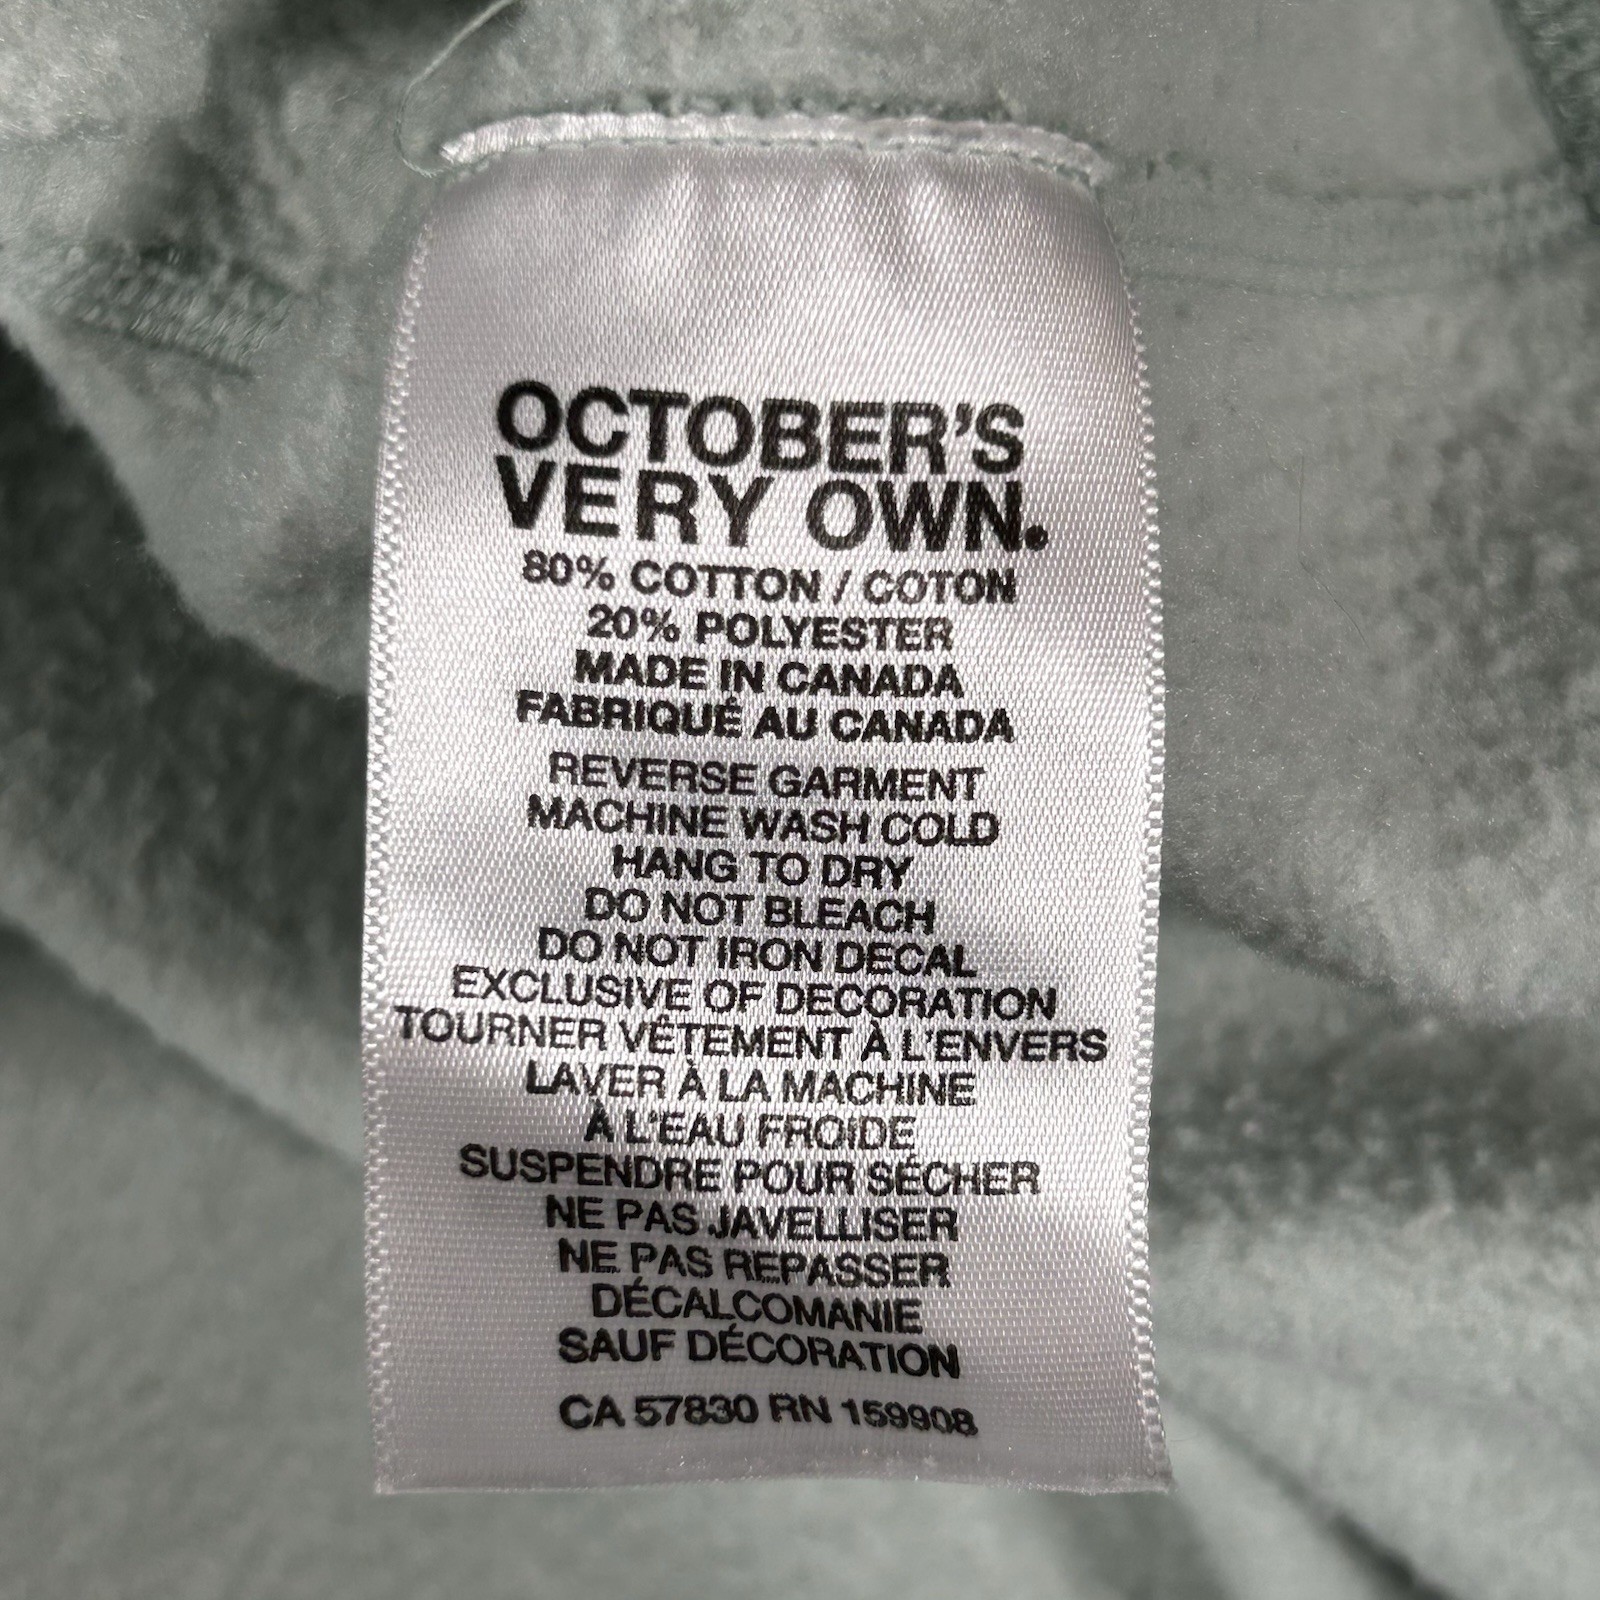 OCTOBER'S
VERY OWN.
80% COTTON / COTON
20% POLYESTER
MADE IN CANADA
FABRIQUÉ AU CANADA
REVERSE GARMENT
MACHINE WASH COLD
HANG TO DRY
DO NOT BLEACH
DO NOT IRON DECAL
EXCLUSIVE OF DECORATION
TOURNER VÊTEMENT À L'ENVERS
LAVER À LA MACHINE
À L'EAU FROIDE
SUSPENDRE POUR SÉCHER
NE PAS JAVELLISER
NE PAS REPASSER
DÉCALCOMANIE
SAUF DÉCORATION
CA 57830 RN 159908